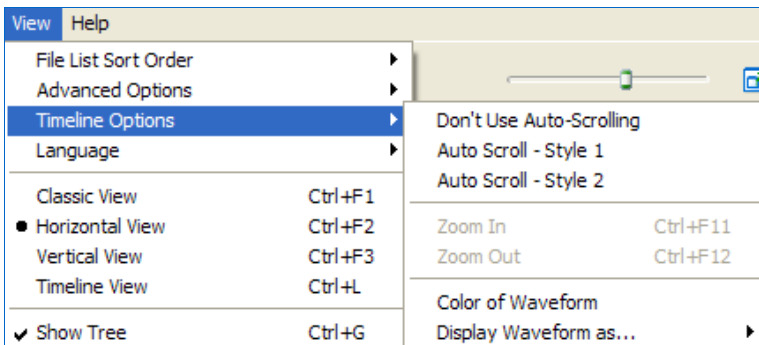 View Help
File List Sort Order
Advanced Options
Timeline Options
Language
Classic View Ctrl+F1
Horizontal View Ctrl+F2
Vertical View Ctrl+F3
Timeline View Ctrl+L
Show Tree Ctrl+G
Don't Use Auto-Scrolling
Auto Scroll - Style 1
Auto Scroll - Style 2
Zoom In Ctrl+F11
Zoom Out Ctrl+F12
Color of Waveform
Display Waveform as...